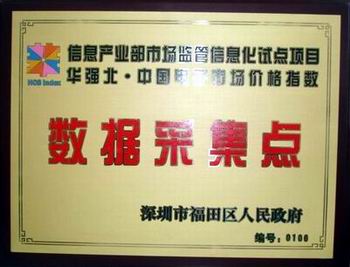 信息产业部市场监管信息化试点项目
华强北·中国电子市场价格指数
HQB Index
数据采集点
深圳市福田区人民政府
编号：0106